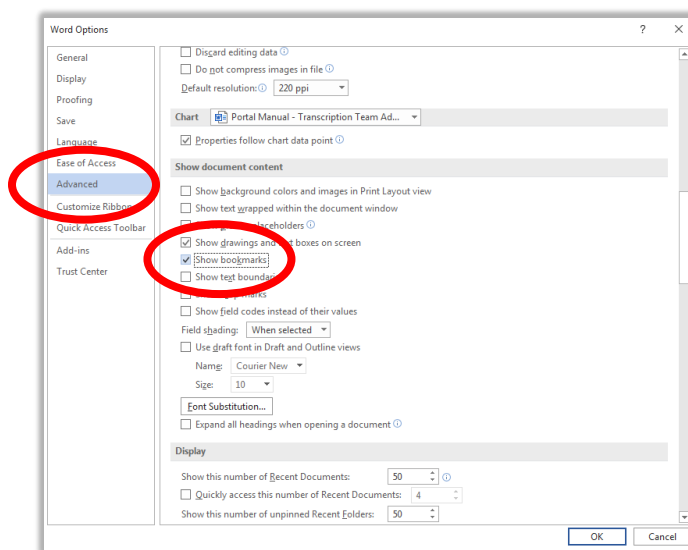 Word Options ? ×
General
Display
Proofing
Save
Language
Ease of Access
Advanced
Customize Ribbon
Quick Access Toolbar
Add-ins
Trust Center
Discard editing data
Do not compress images in file
Default resolution: 220 ppi
Chart Portal Manual - Transcription Team Ad...
Properties follow chart data point
Show document content
Show background colors and images in Print Layout view
Show text wrapped within the document window
placeholders
Show drawings and text boxes on screen
Show bookmarks
Show text boundaries
marks
Show field codes instead of their values
Field shading: When selected
Use draft font in Draft and Outline views
Name: Courier New
Size: 10
Font Substitution...
Expand all headings when opening a document
Display
Show this number of Recent Documents: 50
Quickly access this number of Recent Documents: 4
Show this number of unpinned Recent Folders: 50
OK Cancel